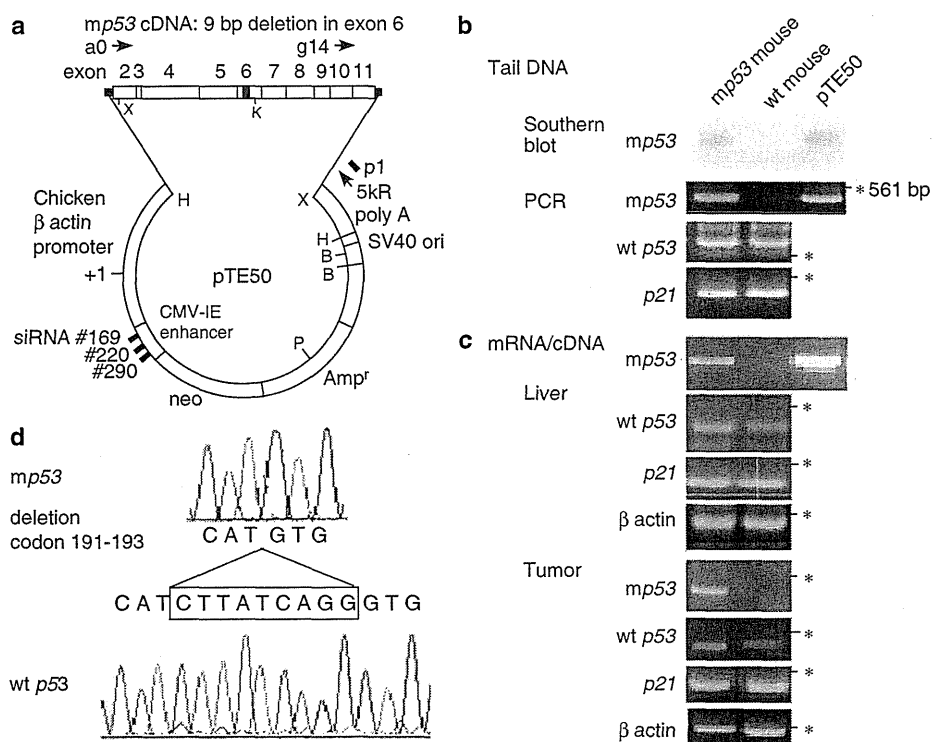 a
mp53 cDNA: 9 bp deletion in exon 6
a0
g14
exon 2 3 4 5 6 7 8 9 10 11
X
K
p1
5kR
poly A
H
X
Chicken
β actin
promoter
H
SV40 ori
B
B
+1
pTE50
CMV-IE
enhancer
siRNA #169
#220
#290
P
Ampr
neo
b
Tail DNA
mp53 mouse
wt mouse
pTE50
Southern
blot
mp53
PCR
mp53
* 561 bp
wt p53
*
p21
*
c
mRNA/cDNA
mp53
Liver
wt p53
*
p21
*
β actin
*
Tumor
mp53
*
wt p53
*
p21
*
β actin
*
d
mp53
deletion
codon 191-193
C A T G T G
C A T C T T A T C A G G G T G
wt p53